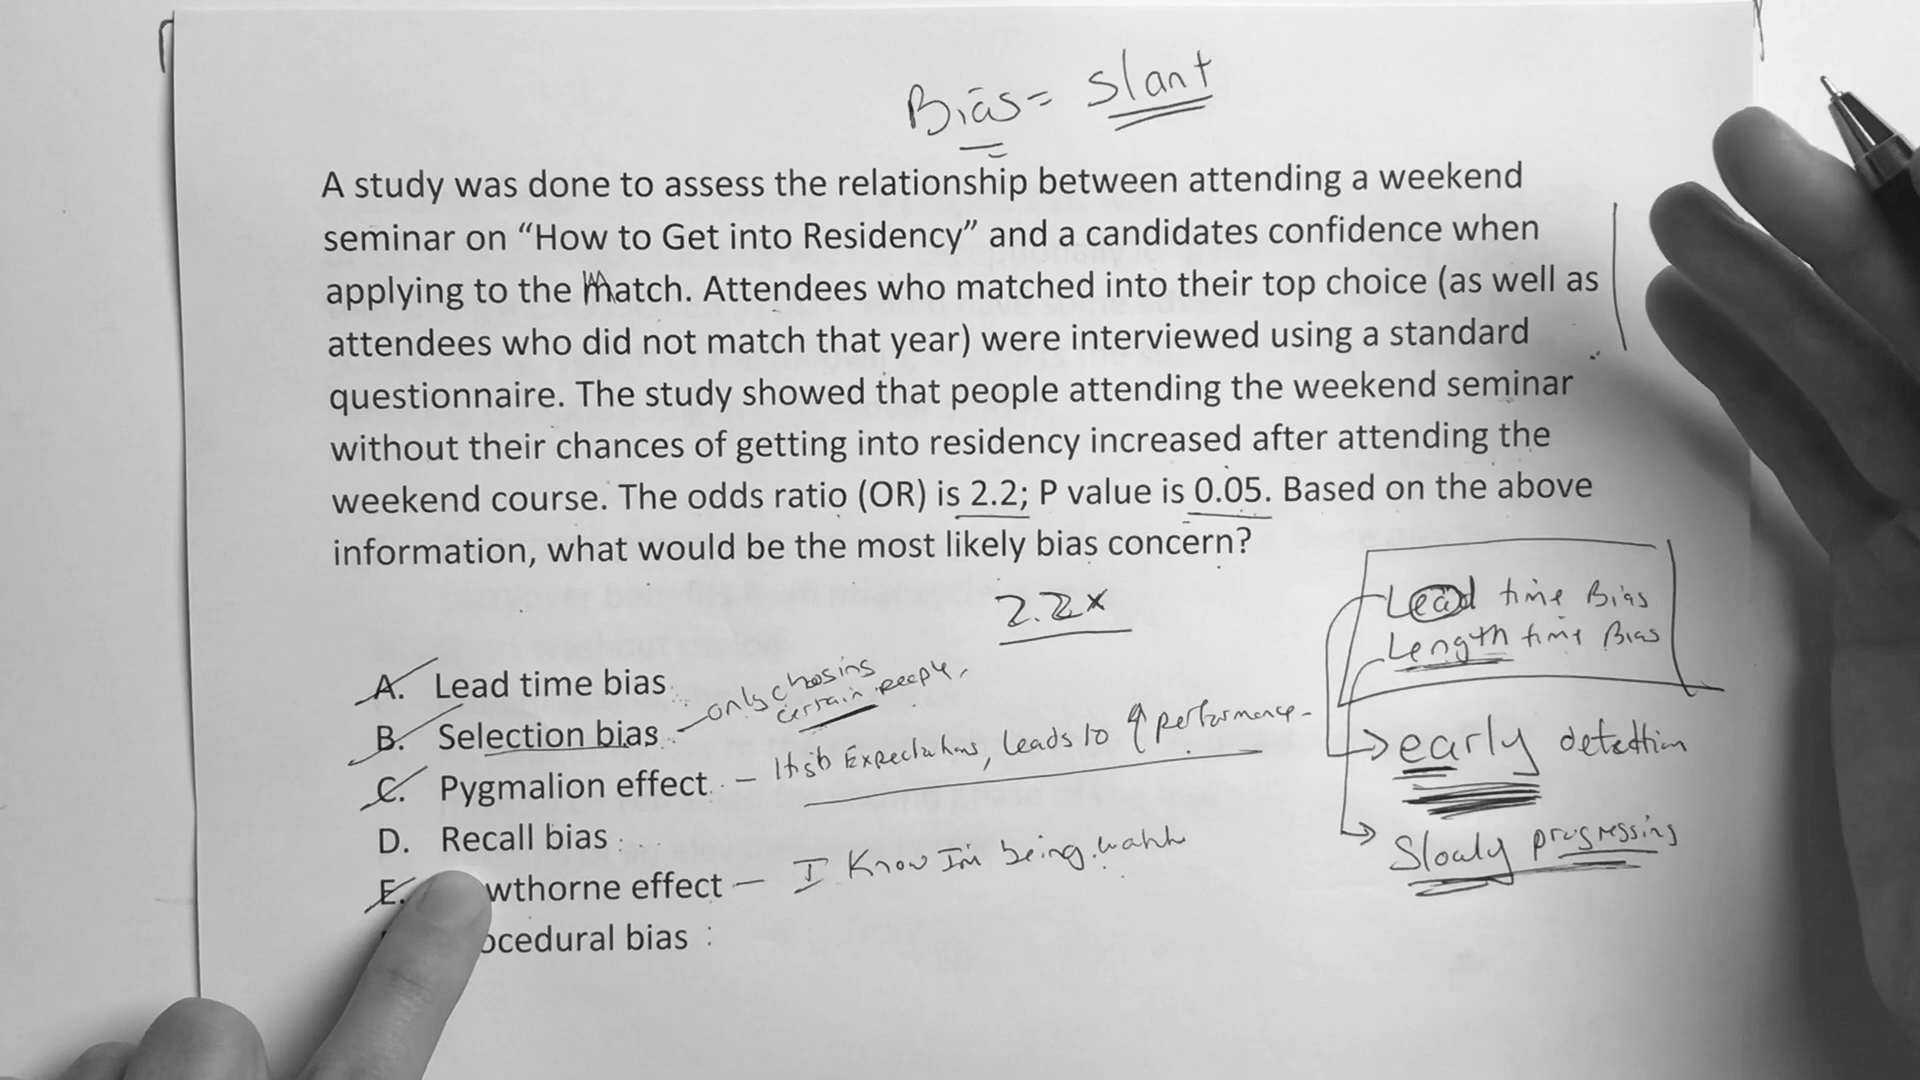 Bias = Slant
A study was done to assess the relationship between attending a weekend
seminar on “How to Get into Residency” and a candidates confidence when
applying to the Match. Attendees who matched into their top choice (as well as
attendees who did not match that year) were interviewed using a standard
questionnaire. The study showed that people attending the weekend seminar
without their chances of getting into residency increased after attending the
weekend course. The odds ratio (OR) is 2.2; P value is 0.05. Based on the above
information, what would be the most likely bias concern?
2.2x
Lead time Bias
Length time Bias
A. Lead time bias
B. Selection bias - only choosing
certain people,
C. Pygmalion effect - High Expectations, leads to ↑ performance -
→ early detection
D. Recall bias
→ Slowly progressing
E. wthorne effect - I Know I'm being
ocedural bias